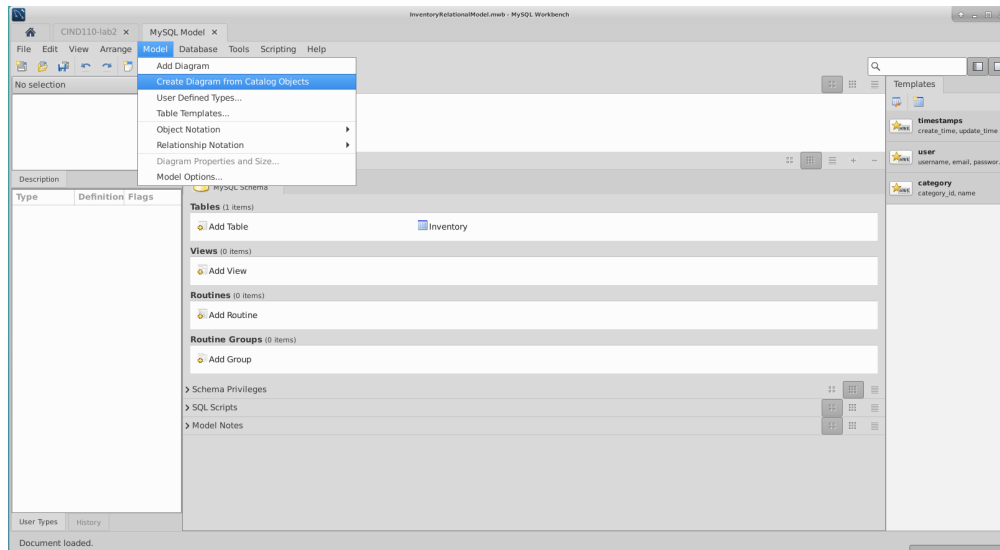 InventoryRelationalModel.mwb - MySQL Workbench
CIND110-lab2 ×
MySQL Model ×
File Edit View Arrange Model Database Tools Scripting Help
Add Diagram
Create Diagram from Catalog Objects
User Defined Types...
Table Templates...
Object Notation
Relationship Notation
Diagram Properties and Size...
Model Options...
No selection
Description
Type Definition Flags
User Types History
MySQL Schema
Tables (1 items)
Add Table Inventory
Views (0 items)
Add View
Routines (0 items)
Add Routine
Routine Groups (0 items)
Add Group
Schema Privileges
SQL Scripts
Model Notes
Templates
timestamps
create_time, update_time
user
username, email, passwor..
category
category_id, name
Document loaded.